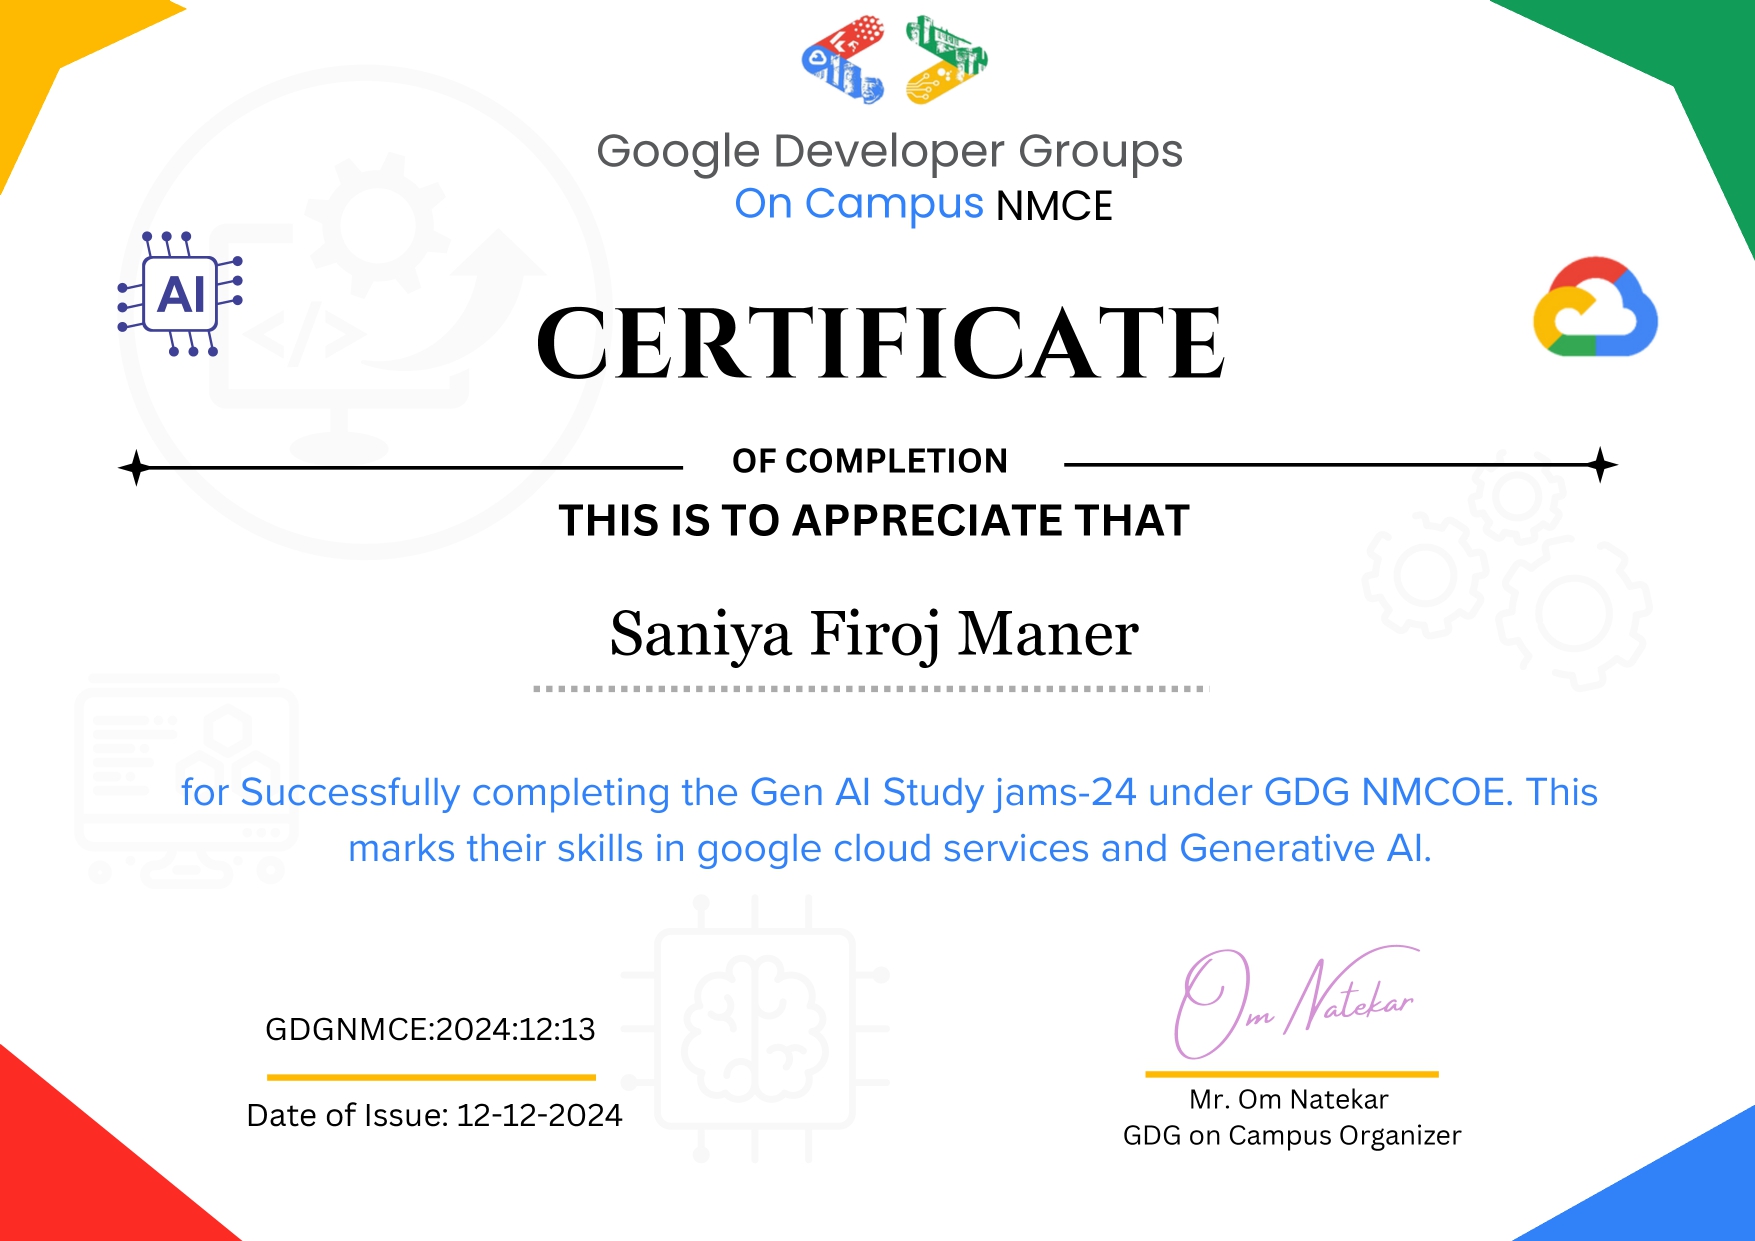 Google Developer Groups
On Campus NMCE
AI
CERTIFICATE
OF COMPLETION
THIS IS TO APPRECIATE THAT
Saniya Firoj Maner
for Successfully completing the Gen AI Study jams-24 under GDG NMCOE. This
marks their skills in google cloud services and Generative AI.
GDGNMCE:2024:12:13
Date of Issue: 12-12-2024
Om Natekar
Mr. Om Natekar
GDG on Campus Organizer